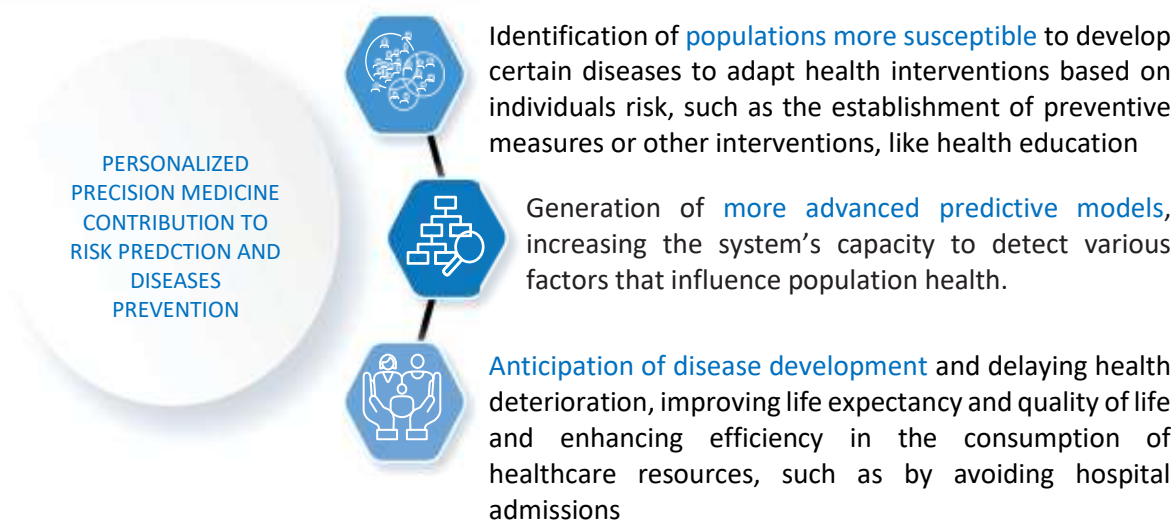 PERSONALIZED
PRECISION MEDICINE
CONTRIBUTION TO
RISK PREDCTION AND
DISEASES
PREVENTION
Identification of populations more susceptible to develop
certain diseases to adapt health interventions based on
individuals risk, such as the establishment of preventive
measures or other interventions, like health education
Generation of more advanced predictive models,
increasing the system’s capacity to detect various
factors that influence population health.
Anticipation of disease development and delaying health
deterioration, improving life expectancy and quality of life
and enhancing efficiency in the consumption of
healthcare resources, such as by avoiding hospital
admissions